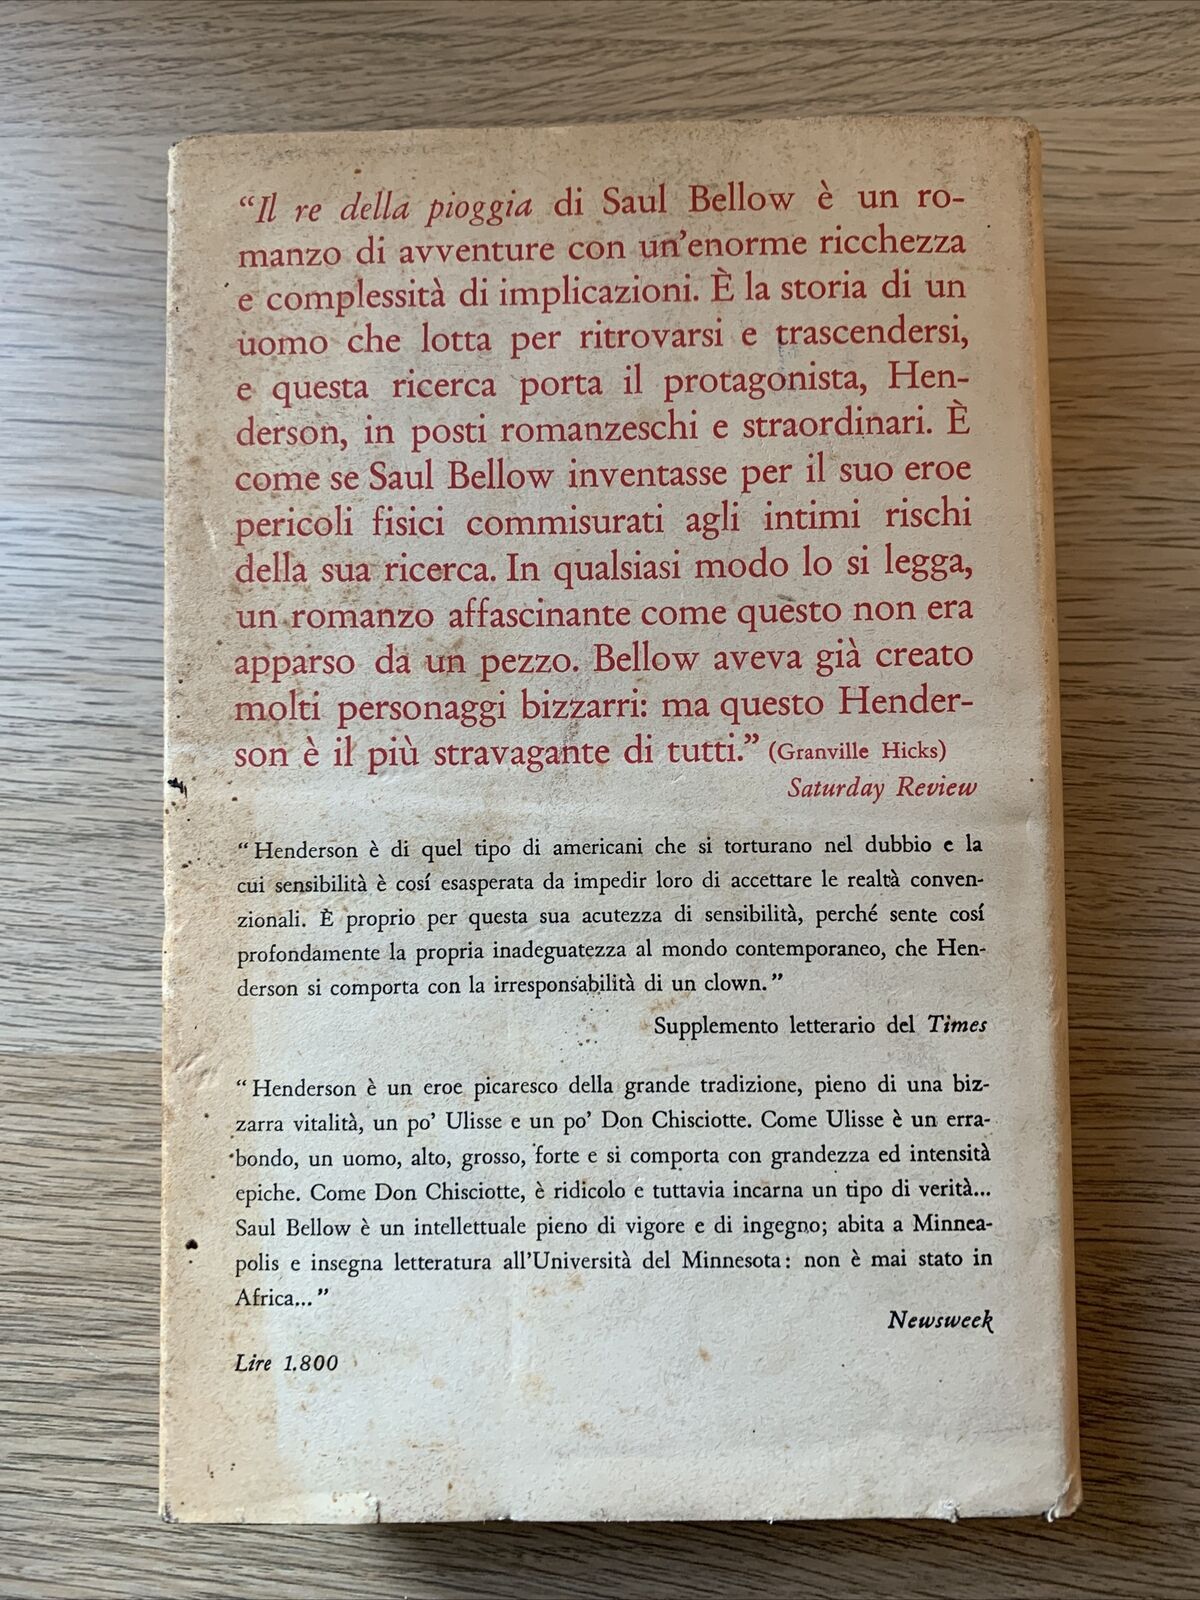 “Il re della pioggia di Saul Bellow è un ro-
manzo di avventure con un’enorme ricchezza
e complessità di implicazioni. È la storia di un
uomo che lotta per ritrovarsi e trascendersi,
e questa ricerca porta il protagonista, Hen-
derson, in posti romanzeschi e straordinari. È
come se Saul Bellow inventasse per il suo eroe
pericoli fisici commisurati agli intimi rischi
della sua ricerca. In qualsiasi modo lo si legga,
un romanzo affascinante come questo non era
apparso da un pezzo. Bellow aveva già creato
molti personaggi bizzarri: ma questo Hender-
son è il più stravagante di tutti.” (Granville Hicks)
Saturday Review
“Henderson è di quel tipo di americani che si torturano nel dubbio e la
cui sensibilità è cosí esasperata da impedir loro di accettare le realtà conven-
zionali. È proprio per questa sua acutezza di sensibilità, perché sente cosí
profondamente la propria inadeguatezza al mondo contemporaneo, che Hen-
derson si comporta con la irresponsabilità di un clown.”
Supplemento letterario del Times
“Henderson è un eroe picaresco della grande tradizione, pieno di una biz-
zarra vitalità, un po’ Ulisse e un po’ Don Chisciotte. Come Ulisse è un erra-
bondo, un uomo, alto, grosso, forte e si comporta con grandezza ed intensità
epiche. Come Don Chisciotte, è ridicolo e tuttavia incarna un tipo di verità...
Saul Bellow è un intellettuale pieno di vigore e di ingegno; abita a Minnea-
polis e insegna letteratura all’Università del Minnesota: non è mai stato in
Africa...”
Newsweek
Lire 1.800